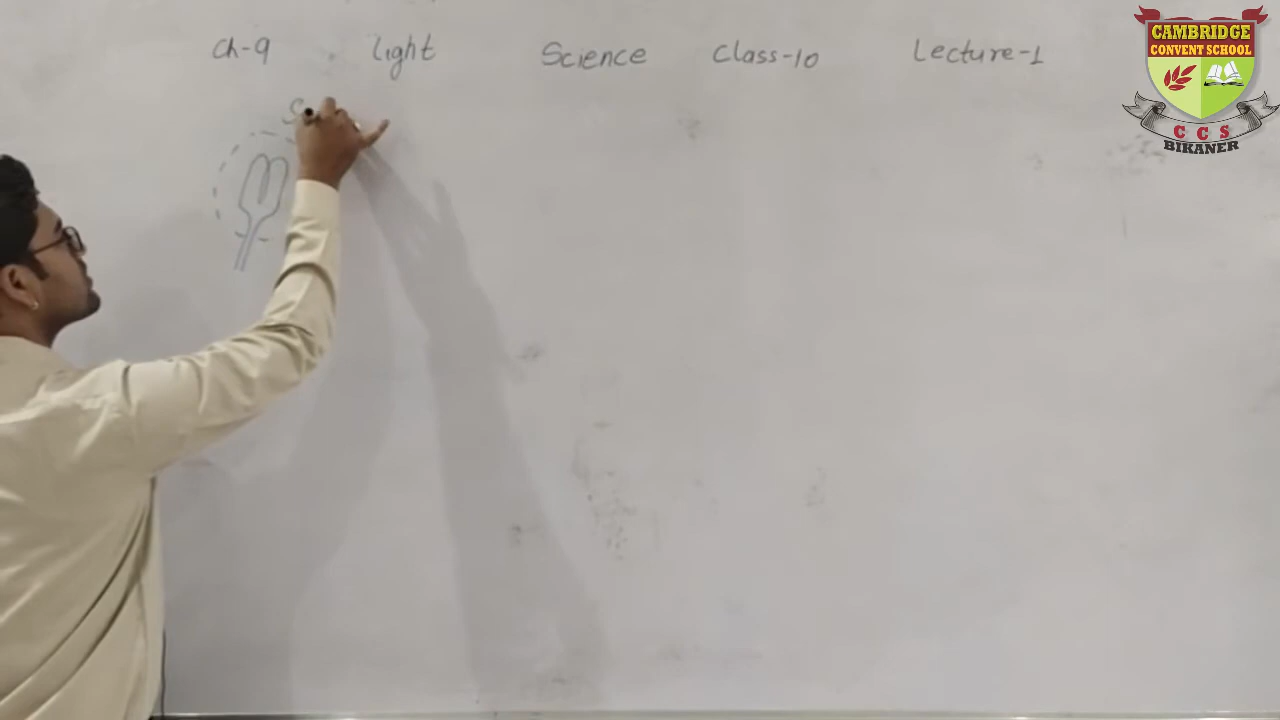 Ch-9 Light Science Class-10 Lecture-1
S
CAMBRIDGE
CONVENT SCHOOL
C C S
BIKANER